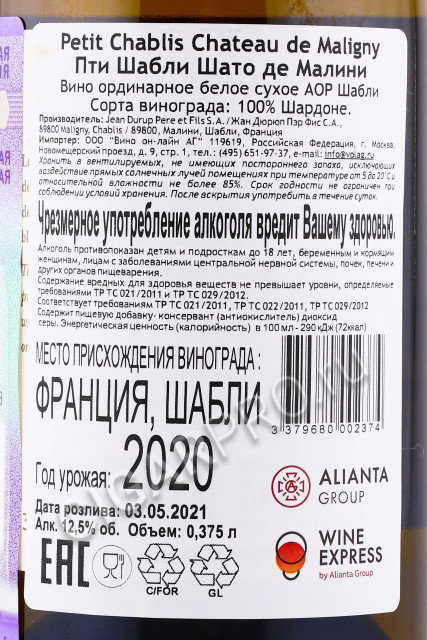 Petit Chablis Chateau de Maligny
Пти Шабли Шато де Малини
Вино ординарное белое сухое АОР Шабли
Сорта винограда: 100% Шардоне.
Производитель: Jean Durup Pere et Fils S.A. / Жан Дюрюп Пэр Фис С.А.,
89800 Maligny, Chablis / 89800, Малини, Шабли, Франция
Импортер: ООО "Вино он-лайн АГ", 119619, Российская Федерация, г. Москва,
Новомещерский проезд, д. 9, стр. 1, тел.: (495) 651-97-37, e-mail: info@volag.ru
Хранить в вентилируемых, не имеющих постороннего запаха, исключающих
воздействие прямых солнечных лучей помещениях при температуре от 5 до 20°С и
относительной влажности не более 85%. Срок годности не ограничен при
соблюдении условий хранения. После вскрытия употребить в течение суток.
Чрезмерное употребление алкоголя вредит Вашему здоровью.
Алкоголь противопоказан детям и подросткам до 18 лет, беременным и кормящим
женщинам, лицам с заболеваниями центральной нервной системы, почек, печени и
других органов пищеварения.
Содержание вредных для здоровья веществ не превышает уровни, определяемые
требованиями ТР ТС 021/2011 и ТР ТС 029/2012.
Соответствует требованиям ТР ТС 021/2011, ТР ТС 022/2011, ТР ТС 029/2012
Содержит пищевую добавку- консервант (антиокислитель) диоксид
серы. Энергетическая ценность (калорийность) в 100 мл - 290 кДж (72ккал)
МЕСТО ПРИСХОЖДЕНИЯ ВИНОГРАДА :
ФРАНЦИЯ, ШАБЛИ
Год урожая: 2020
3 379680 002374
Дата розлива: 03.05.2021
Алк. 12,5% об. Объем: 0,375 л
ЕАС
C/FÓR
GL
ALIANTA
GROUP
WINE
EXPRESS
by Alianta Group
CIGARPRO.RU